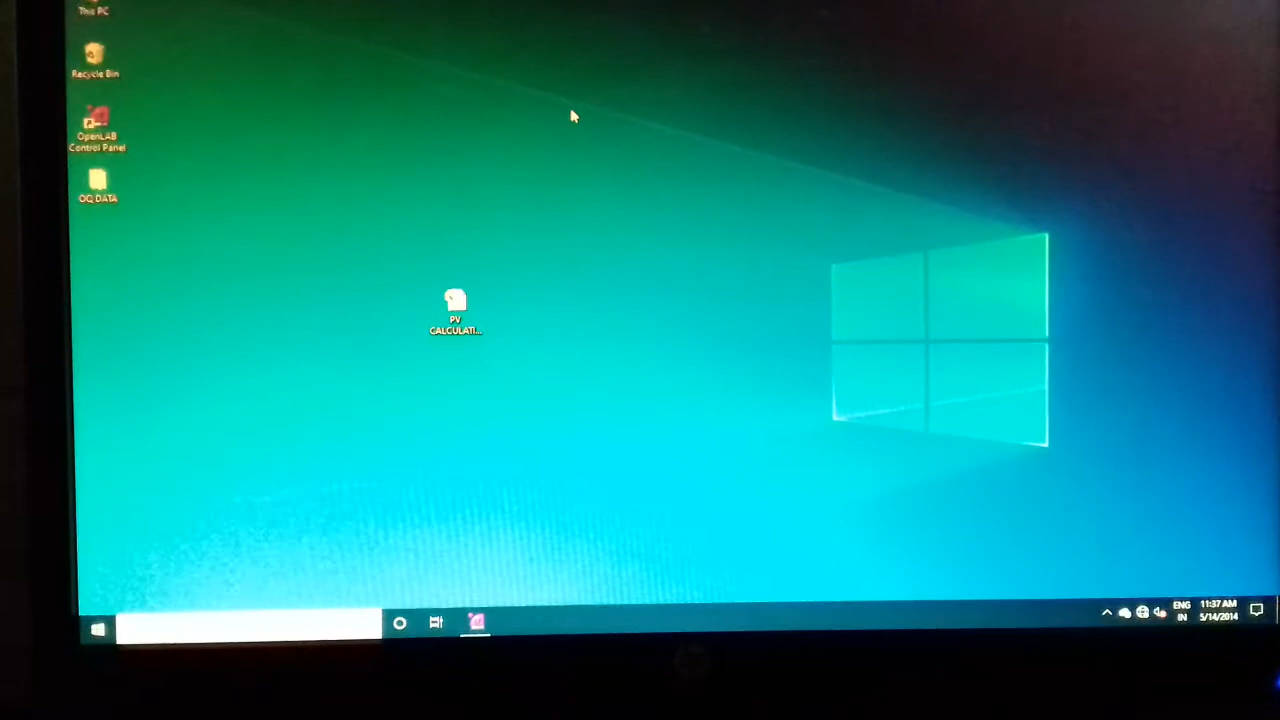 This PC
Recycle Bin
OpenLAB
Control Panel
OQ DATA
PV
CALCULATI...
ENG
IN
11:37 AM
5/14/2014